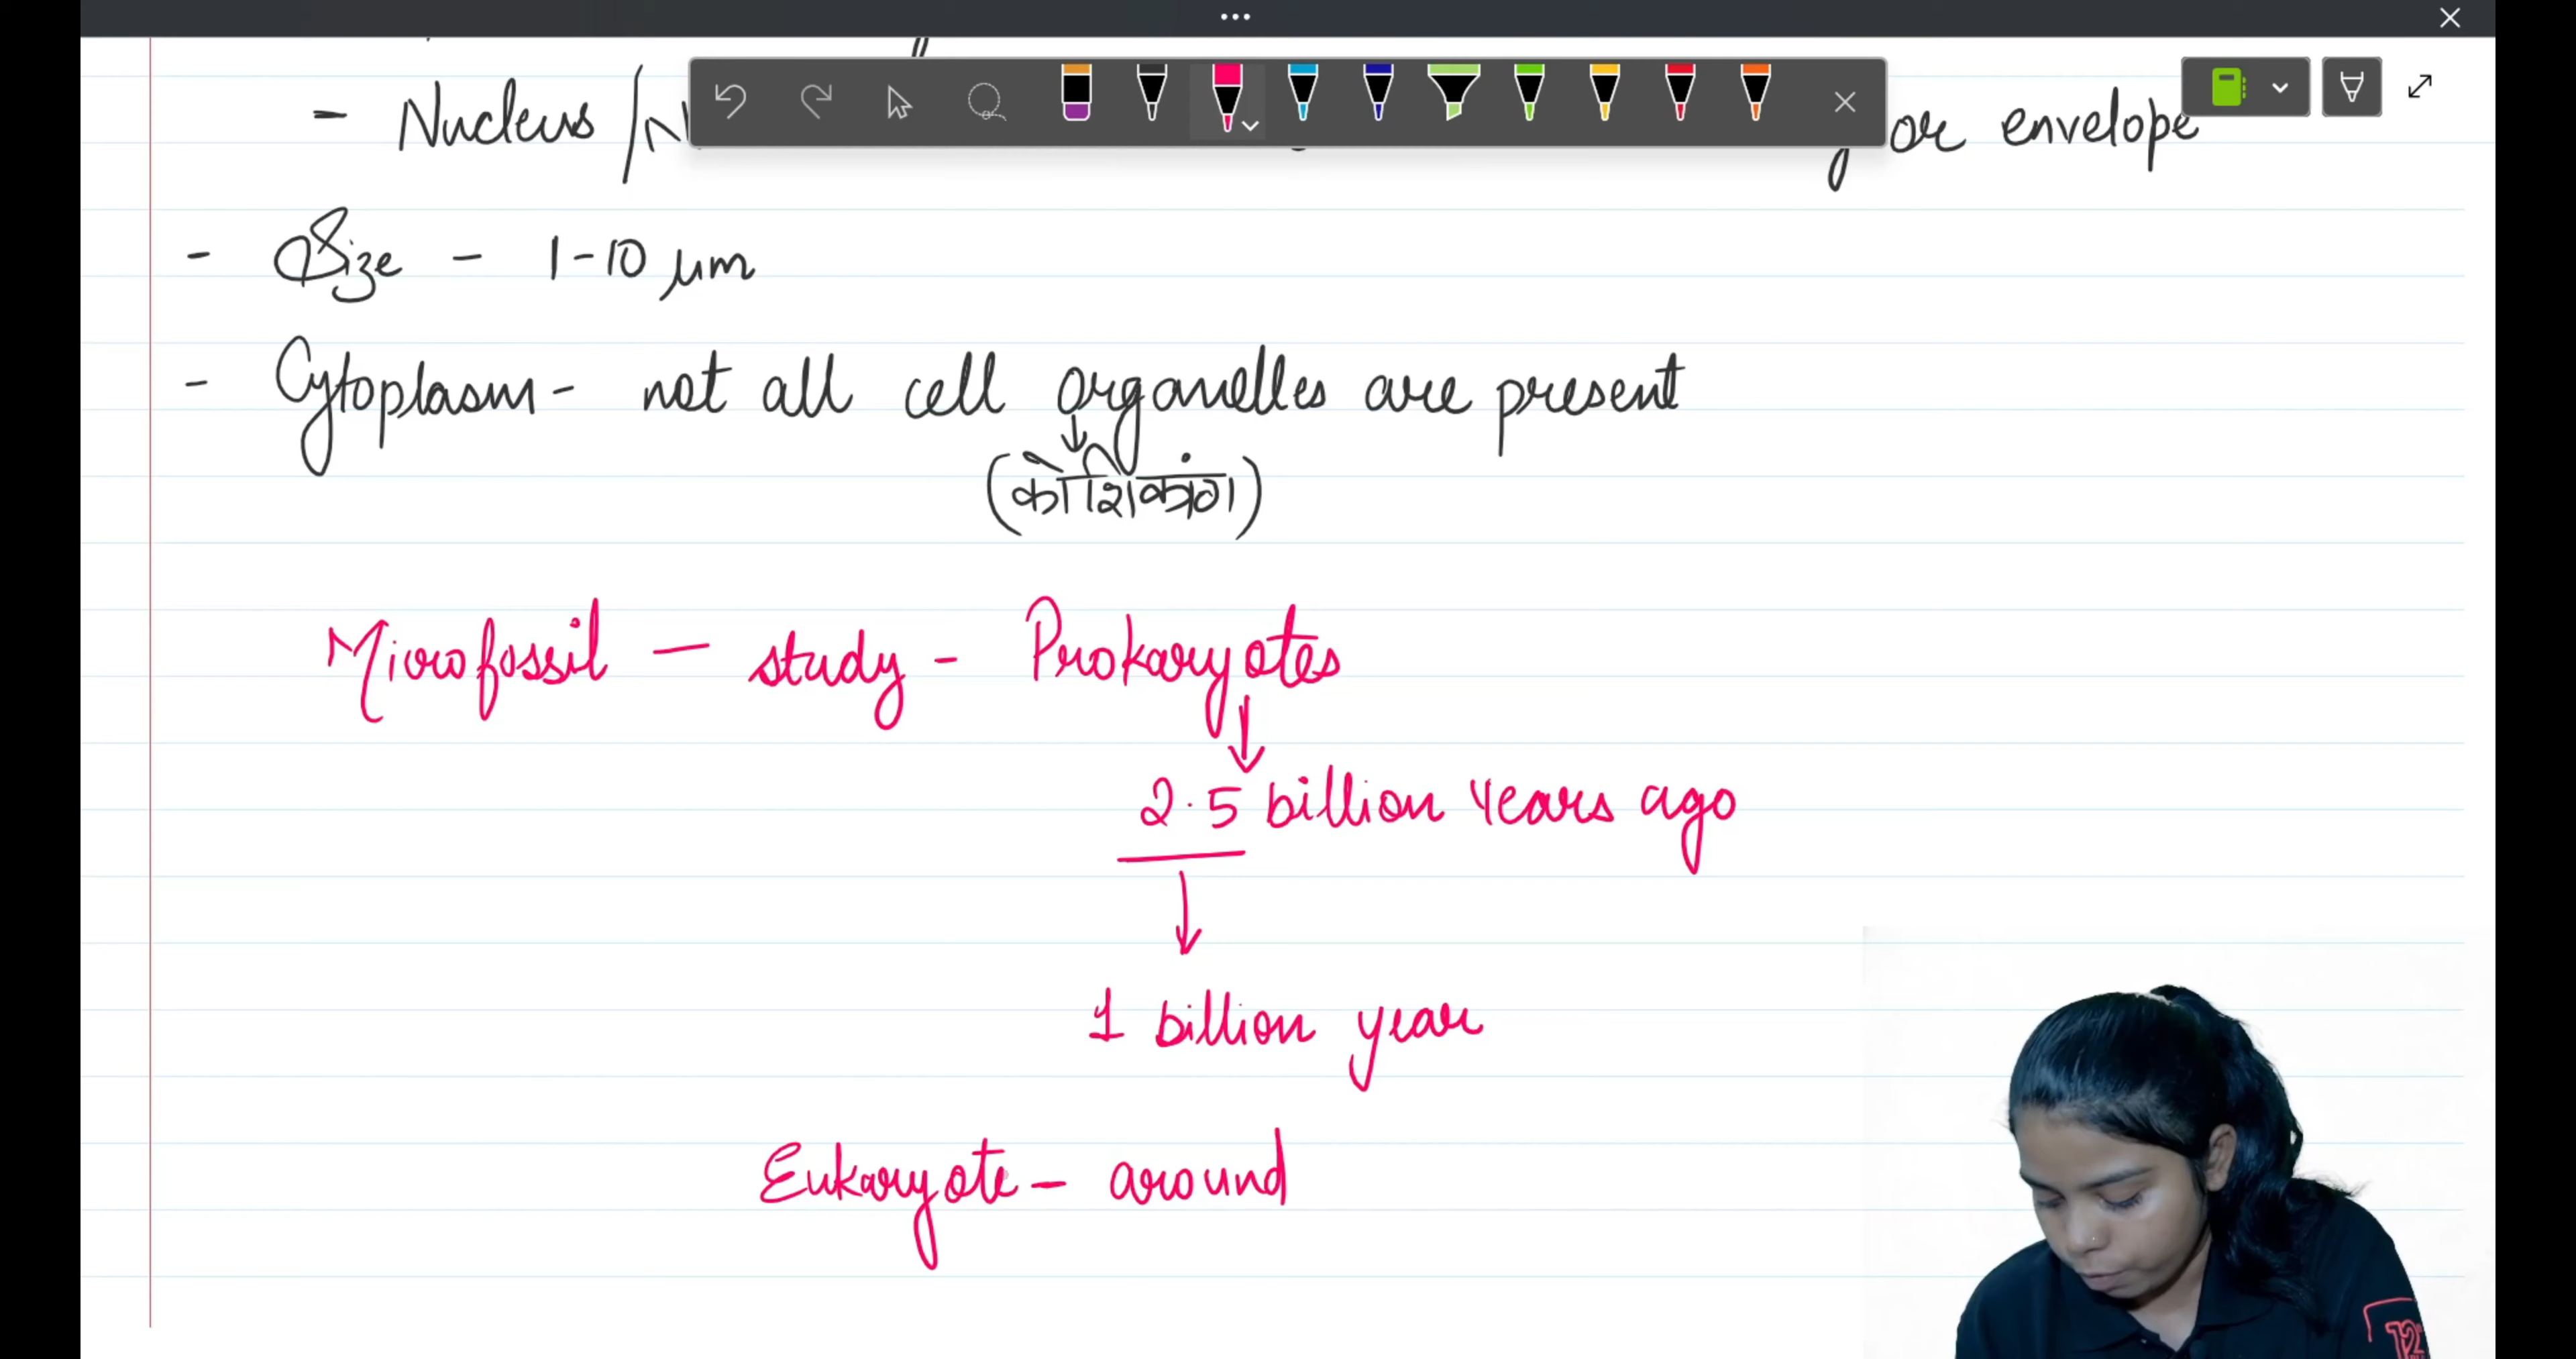 - Nucleus / or envelope
- Size - 1-10 µm
- Cytoplasm - not all cell organelles are present
(कोशिकांग)
Microfossil - study - Prokaryotes
2.5 billion years ago
1 billion year
Eukaryote - around